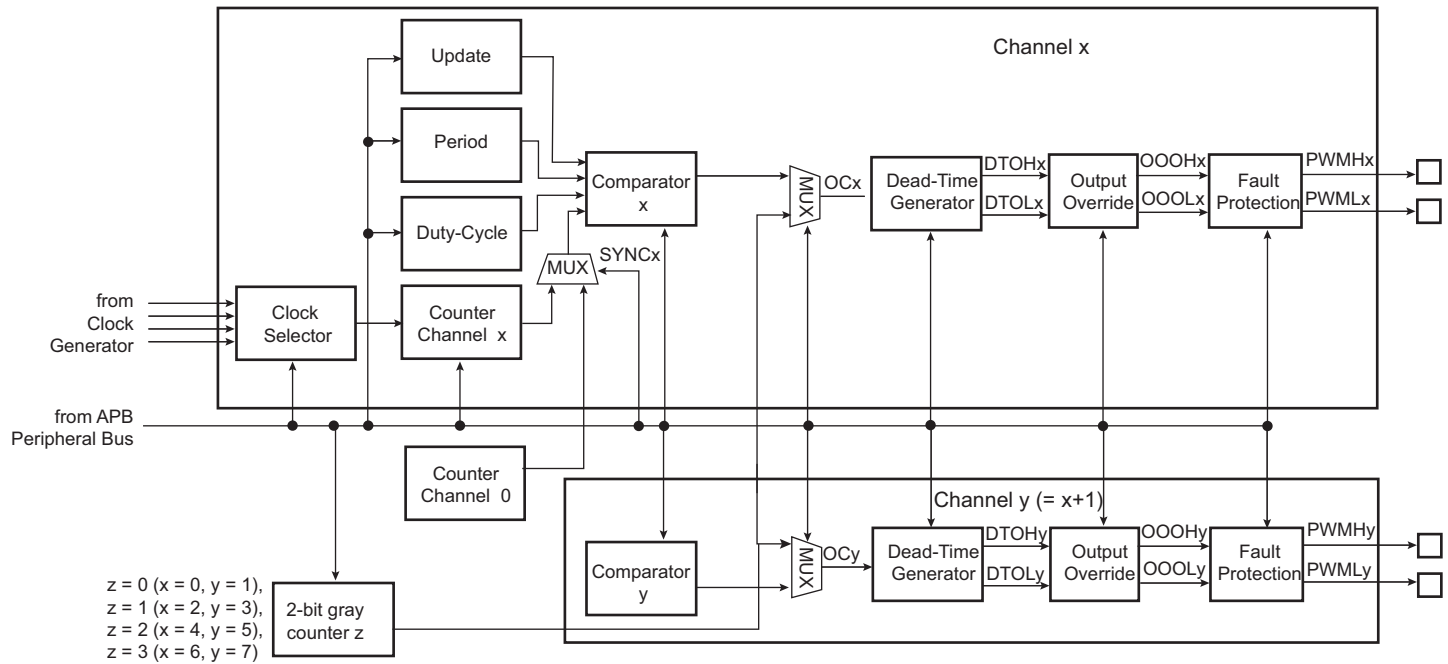 Channel x
Update
Period
Duty-Cycle
Comparator
x
MUX
SYNCx
MUX
OCx
Dead-Time
Generator
DTOHx
DTOLx
Output
Override
OOOHx
OOOLx
Fault
Protection
PWMHx
PWMLx
from
Clock
Generator
Clock
Selector
Counter
Channel x
from APB
Peripheral Bus
Counter
Channel 0
Channel y (= x+1)
Comparator
y
MUX
OCy
Dead-Time
Generator
DTOHy
DTOLy
Output
Override
OOOHy
OOOLy
Fault
Protection
PWMHy
PWMLy
z = 0 (x = 0, y = 1),
z = 1 (x = 2, y = 3),
z = 2 (x = 4, y = 5),
z = 3 (x = 6, y = 7)
2-bit gray
counter z